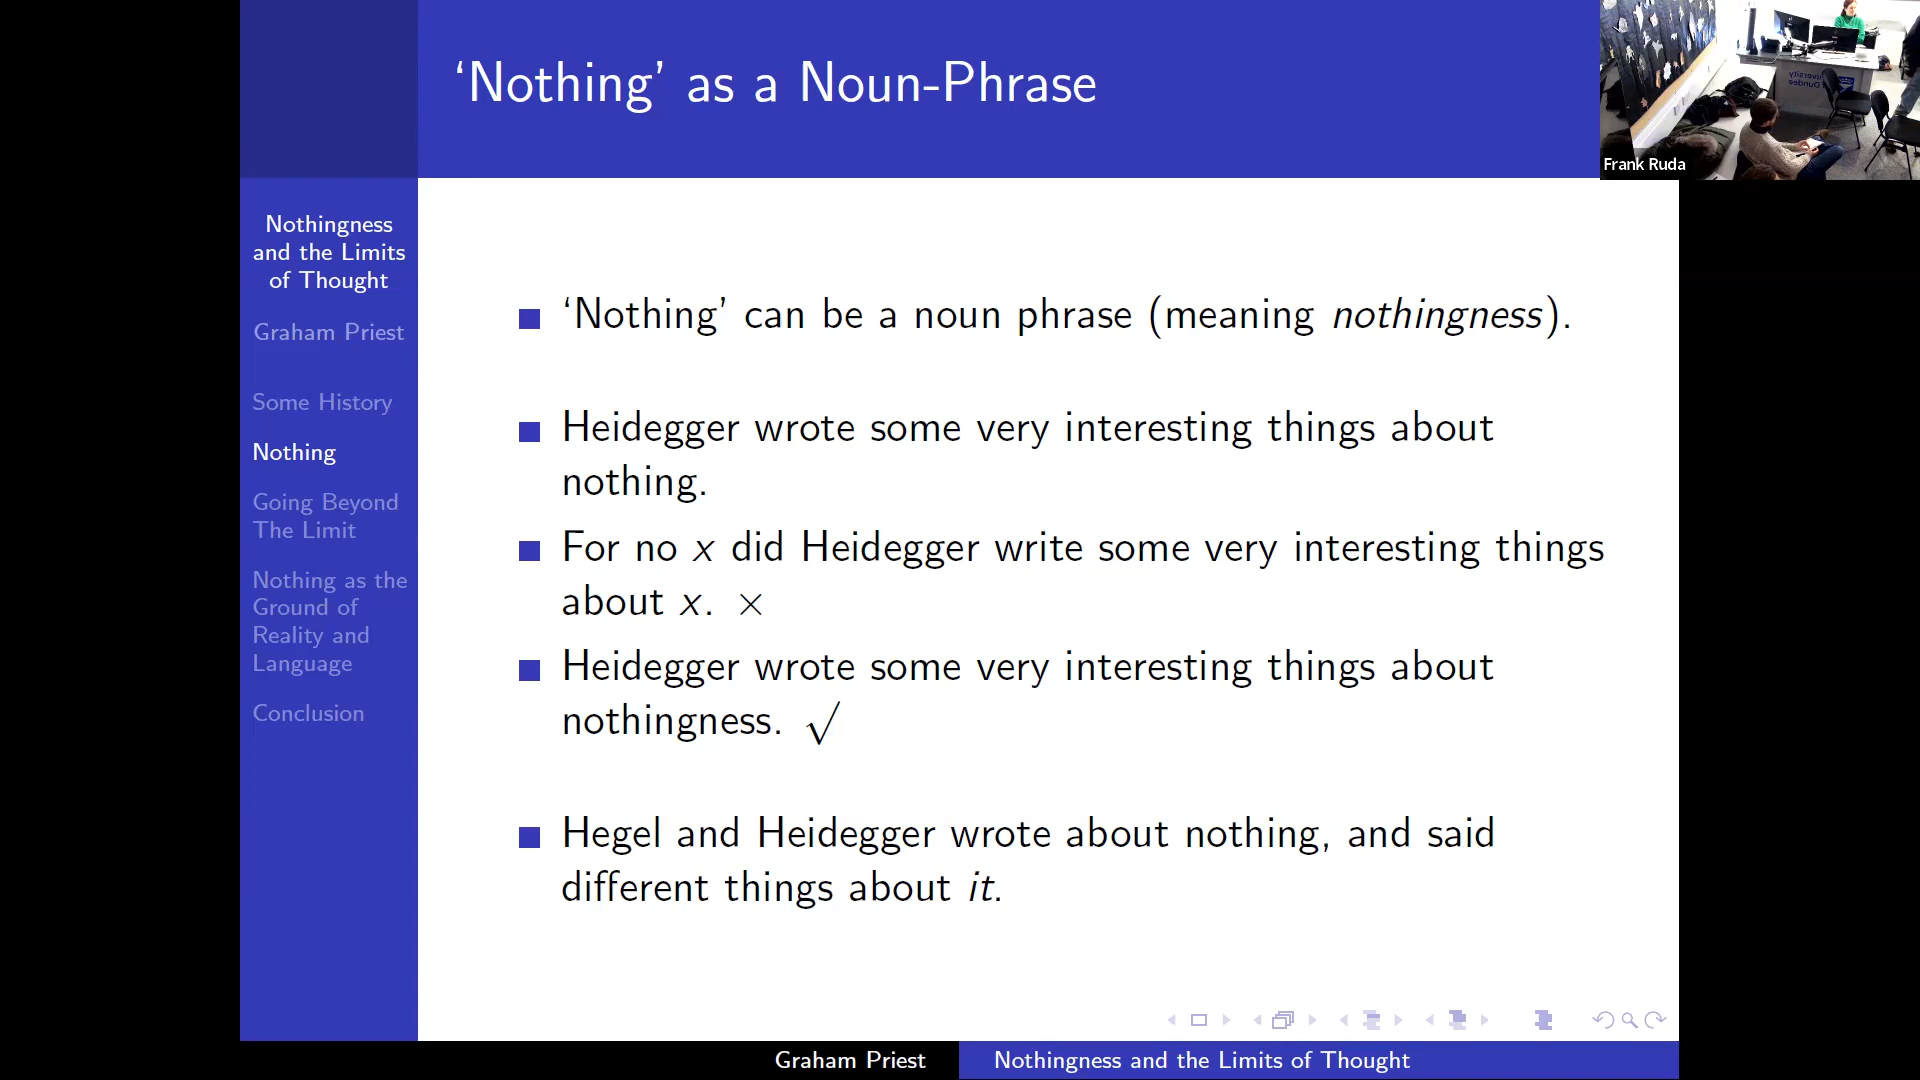 ‘Nothing’ as a Noun-Phrase
Frank Ruda
Nothingness
and the Limits
of Thought
Graham Priest
Some History
Nothing
Going Beyond
The Limit
Nothing as the
Ground of
Reality and
Language
Conclusion
‘Nothing’ can be a noun phrase (meaning nothingness).
Heidegger wrote some very interesting things about
nothing.
For no x did Heidegger write some very interesting things
about x. ×
Heidegger wrote some very interesting things about
nothingness. √
Hegel and Heidegger wrote about nothing, and said
different things about it.
Graham Priest
Nothingness and the Limits of Thought